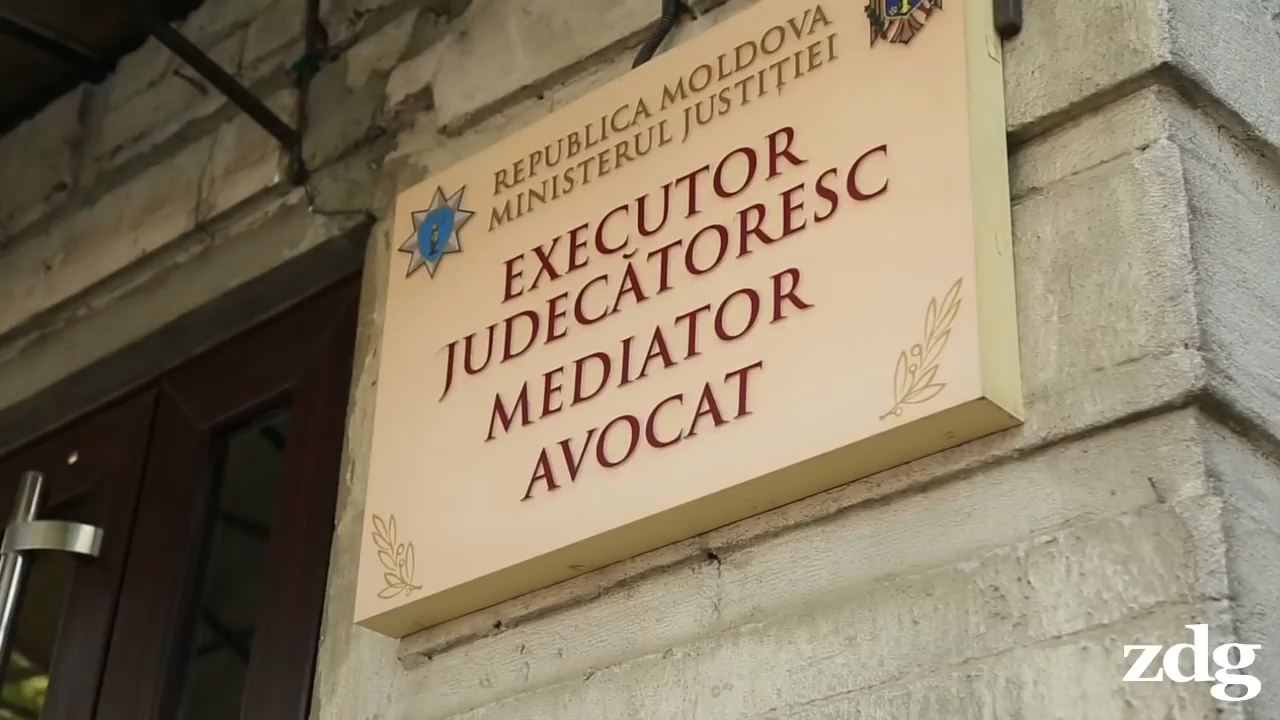 REPUBLICA MOLDOVA
MINISTERUL JUSTIȚIEI
EXECUTOR
JUDECĂTORESC
MEDIATOR
AVOCAT
zdg